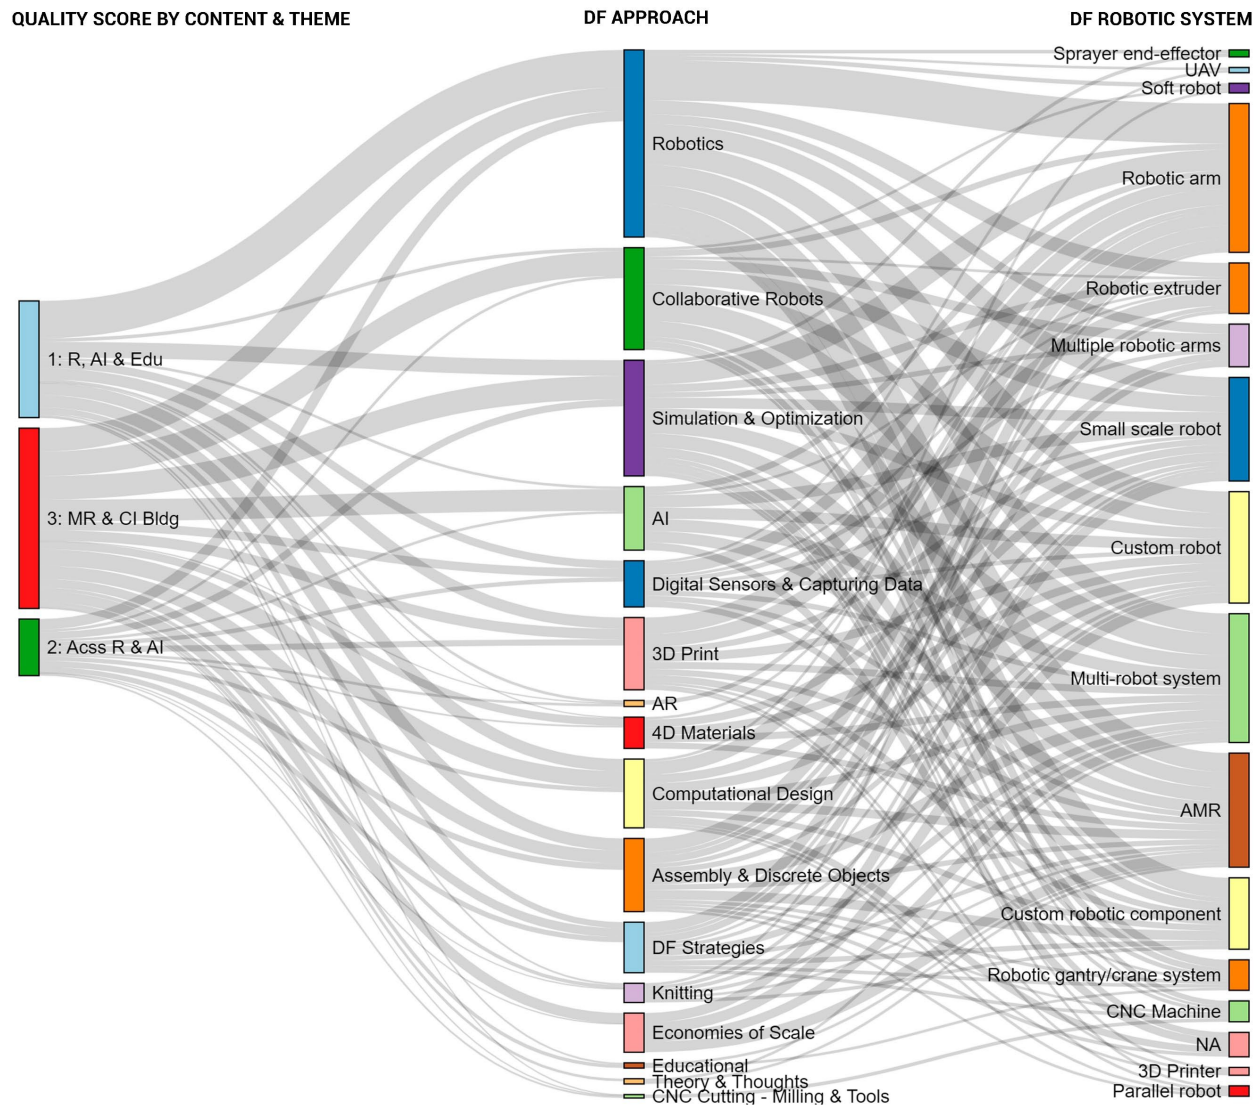 QUALITY SCORE BY CONTENT & THEME
DF APPROACH
DF ROBOTIC SYSTEM
1: R, AI & Edu
3: MR & CI Bldg
2: Acss R & AI
Robotics
Collaborative Robots
Simulation & Optimization
AI
Digital Sensors & Capturing Data
3D Print
AR
4D Materials
Computational Design
Assembly & Discrete Objects
DF Strategies
Knitting
Economies of Scale
Educational
Theory & Thoughts
CNC Cutting - Milling & Tools
Sprayer end-effector
UAV
Soft robot
Robotic arm
Robotic extruder
Multiple robotic arms
Small scale robot
Custom robot
Multi-robot system
AMR
Custom robotic component
Robotic gantry/crane system
CNC Machine
NA
3D Printer
Parallel robot